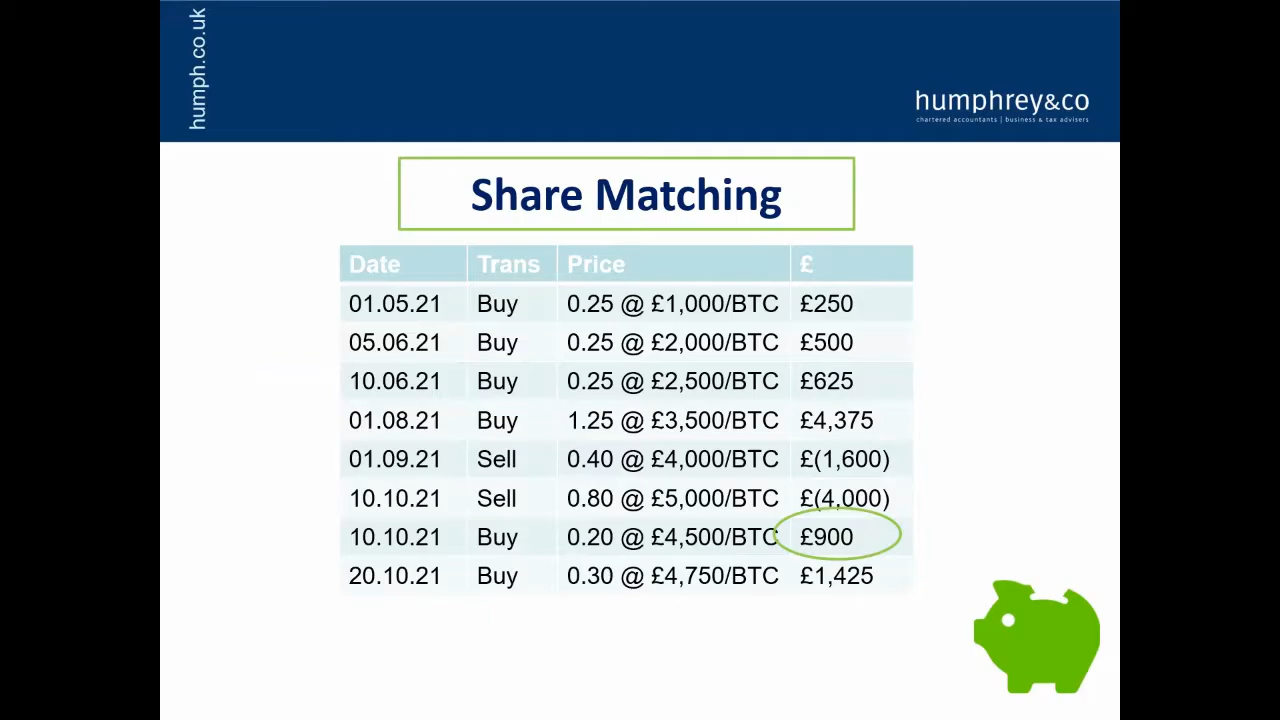 humph.co.uk
humphrey&co
chartered accountants | business & tax advisers
Share Matching
Date Trans Price £
01.05.21 Buy 0.25 @ £1,000/BTC £250
05.06.21 Buy 0.25 @ £2,000/BTC £500
10.06.21 Buy 0.25 @ £2,500/BTC £625
01.08.21 Buy 1.25 @ £3,500/BTC £4,375
01.09.21 Sell 0.40 @ £4,000/BTC £(1,600)
10.10.21 Sell 0.80 @ £5,000/BTC £(4,000)
10.10.21 Buy 0.20 @ £4,500/BTC £900
20.10.21 Buy 0.30 @ £4,750/BTC £1,425